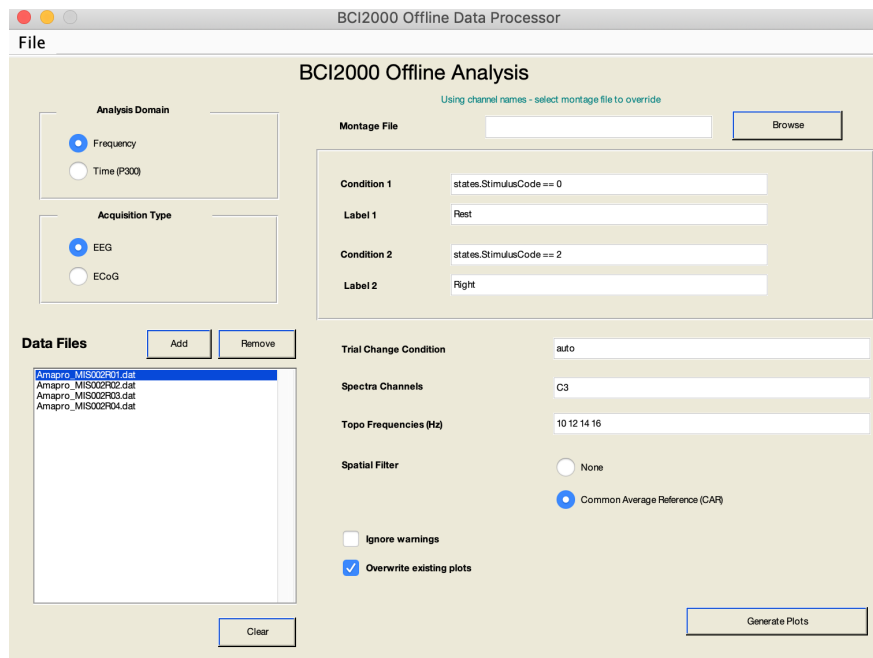 BCI2000 Offline Data Processor
File
BCI2000 Offline Analysis
Using channel names - select montage file to override
Analysis Domain
Frequency
Time (P300)
Montage File
Browse
Acquisition Type
EEG
ECoG
Condition 1
states.StimulusCode == 0
Label 1
Rest
Condition 2
states.StimulusCode == 2
Label 2
Right
Data Files
Add
Remove
Amapro_MIS002R01.dat
Amapro_MIS002R02.dat
Amapro_MIS002R03.dat
Amapro_MIS002R04.dat
Clear
Trial Change Condition
auto
Spectra Channels
C3
Topo Frequencies (Hz)
10 12 14 16
Spatial Filter
None
Common Average Reference (CAR)
Ignore warnings
Overwrite existing plots
Generate Plots